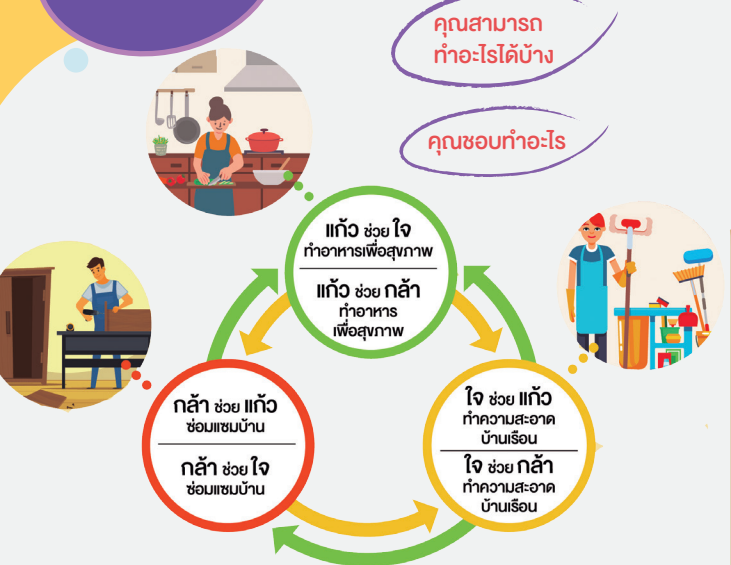 คุณสามารถ
ทำอะไรได้บ้าง
คุณชอบทำอะไร
แก้ว ช่วย ใจ
ทำอาหารเพื่อสุขภาพ
แก้ว ช่วย กล้า
ทำอาหาร
เพื่อสุขภาพ
กล้า ช่วย แก้ว
ซ่อมแซมบ้าน
กล้า ช่วย ใจ
ซ่อมแซมบ้าน
ใจ ช่วย แก้ว
ทำความสะอาด
บ้านเรือน
ใจ ช่วย กล้า
ทำความสะอาด
บ้านเรือน